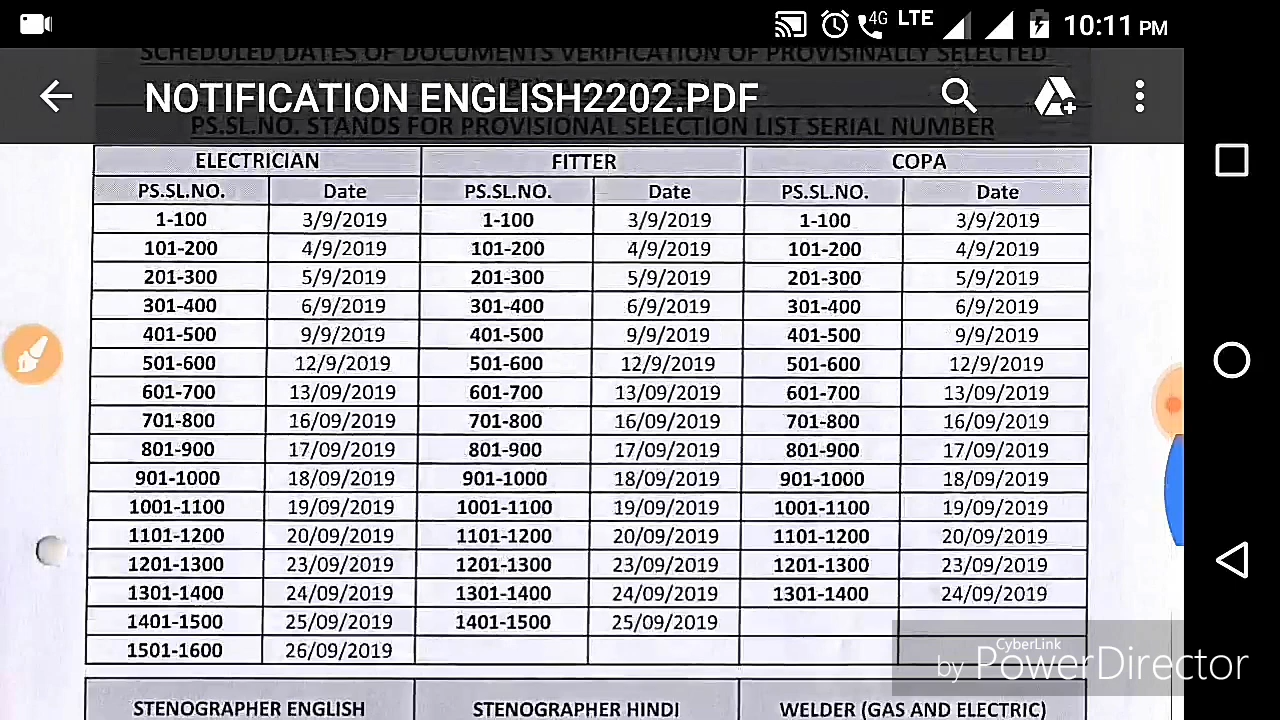 4G LTE 10:11 PM
SCHEDULED DATES OF DOCUMENTS VERIFICATION OF PROVISINALLY SELECTED
NOTIFICATION ENGLISH2202.PDF
PS.SL.NO. STANDS FOR PROVISIONAL SELECTION LIST SERIAL NUMBER
ELECTRICIAN FITTER COPA
PS.SL.NO. Date PS.SL.NO. Date PS.SL.NO. Date
1-100 3/9/2019 1-100 3/9/2019 1-100 3/9/2019
101-200 4/9/2019 101-200 4/9/2019 101-200 4/9/2019
201-300 5/9/2019 201-300 5/9/2019 201-300 5/9/2019
301-400 6/9/2019 301-400 6/9/2019 301-400 6/9/2019
401-500 9/9/2019 401-500 9/9/2019 401-500 9/9/2019
501-600 12/9/2019 501-600 12/9/2019 501-600 12/9/2019
601-700 13/09/2019 601-700 13/09/2019 601-700 13/09/2019
701-800 16/09/2019 701-800 16/09/2019 701-800 16/09/2019
801-900 17/09/2019 801-900 17/09/2019 801-900 17/09/2019
901-1000 18/09/2019 901-1000 18/09/2019 901-1000 18/09/2019
1001-1100 19/09/2019 1001-1100 19/09/2019 1001-1100 19/09/2019
1101-1200 20/09/2019 1101-1200 20/09/2019 1101-1200 20/09/2019
1201-1300 23/09/2019 1201-1300 23/09/2019 1201-1300 23/09/2019
1301-1400 24/09/2019 1301-1400 24/09/2019 1301-1400 24/09/2019
1401-1500 25/09/2019 1401-1500 25/09/2019
1501-1600 26/09/2019
CyberLink
by PowerDirector
STENOGRAPHER ENGLISH STENOGRAPHER HINDI WELDER (GAS AND ELECTRIC)